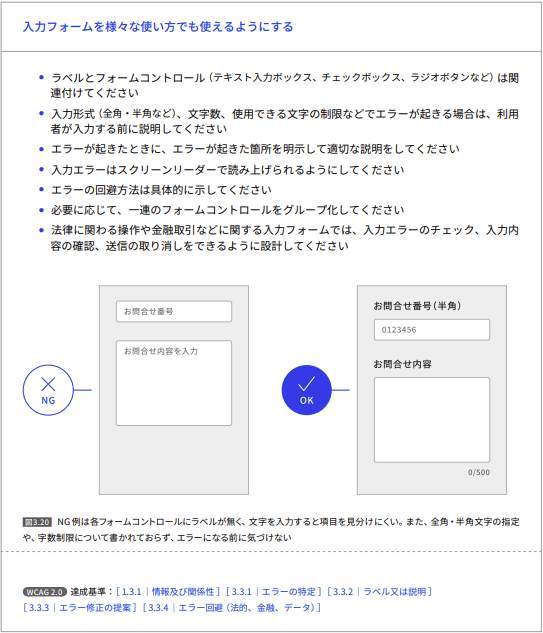 入力フォームを様々な使い方でも使えるようにする
• ラベルとフォームコントロール（テキスト入力ボックス、チェックボックス、ラジオボタンなど）は関
連付けてください
• 入力形式（全角・半角など）、文字数、使用できる文字の制限などでエラーが起きる場合は、利用
者が入力する前に説明してください
• エラーが起きたときに、エラーが起きた箇所を明示して適切な説明をしてください
• 入力エラーはスクリーンリーダーで読み上げられるようにしてください
• エラーの回避方法は具体的に示してください
• 必要に応じて、一連のフォームコントロールをグループ化してください
• 法律に関わる操作や金融取引などに関する入力フォームでは、入力エラーのチェック、入力内
容の確認、送信の取り消しをできるように設計してください
お問合せ番号
お問合せ内容を入力
NG
お問合せ番号（半角）
0123456
お問合せ内容
OK
0/500
図3.20 NG例は各フォームコントロールにラベルが無く、文字を入力すると項目を見分けにくい。また、全角・半角文字の指定
や、字数制限について書かれておらず、エラーになる前に気づけない
WCAG 2.0 達成基準：［1.3.1｜情報及び関係性］［3.3.1｜エラーの特定］［3.3.2｜ラベル又は説明］
［3.3.3｜エラー修正の提案］［3.3.4｜エラー回避（法的、金融、データ）］